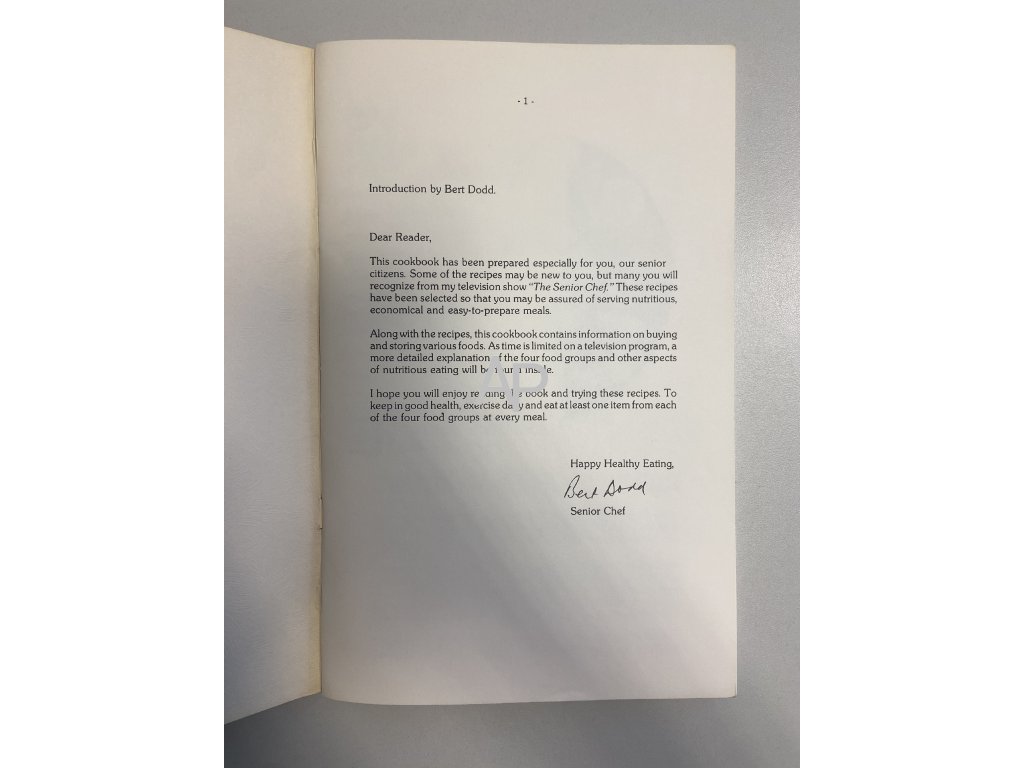 - 1 -
Introduction by Bert Dodd.
Dear Reader,
This cookbook has been prepared especially for you, our senior
citizens. Some of the recipes may be new to you, but many you will
recognize from my television show "The Senior Chef." These recipes
have been selected so that you may be assured of serving nutritious,
economical and easy-to-prepare meals.
Along with the recipes, this cookbook contains information on buying
and storing various foods. As time is limited on a television program, a
more detailed explanation of the four food groups and other aspects
of nutritious eating will be found inside.
I hope you will enjoy reading the book and trying these recipes. To
keep in good health, exercise daily and eat at least one item from each
of the four food groups at every meal.
Happy Healthy Eating,
Bert Dodd
Senior Chef
AP